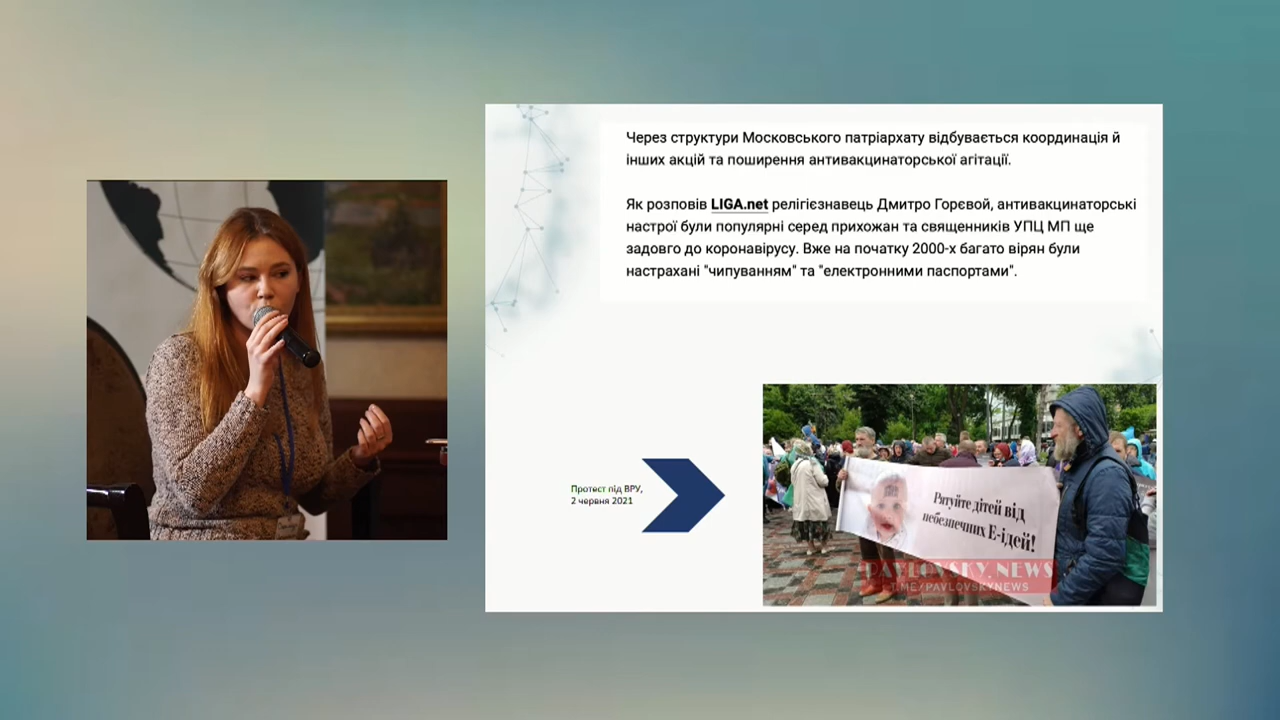 Через структури Московського патріархату відбувається координація й
інших акцій та поширення антивакцинаторської агітації.
Як розповів LIGA.net релігієзнавець Дмитро Горєвой, антивакцинаторські
настрої були популярні серед прихожан та священників УПЦ МП ще
задовго до коронавірусу. Вже на початку 2000-х багато вірян були
настрахані "чипуванням" та "електронними паспортами".
Протест під ВРУ,
2 червня 2021
Рятуйте дітей від
небезпечних Е-ідей!
PAVLOVSKY NEWS
T.ME/PAVLOVSKYNEWS